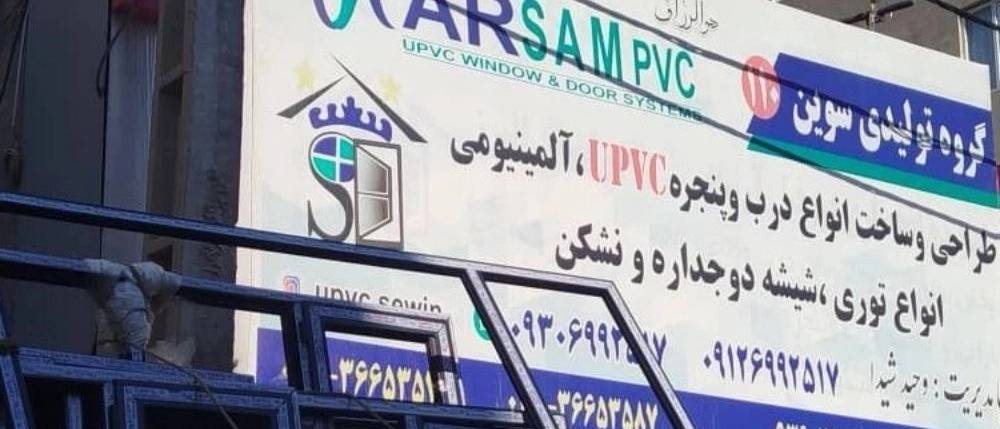 هوالرزاق
ARSAM PVC
UPVC WINDOW & DOOR SYSTEMS
گروه تولیدی سوین ۱۱۰
طراحی وساخت انواع درب وپنجره UPVC ،آلمینیومی
انواع توری ،شیشه دوجداره و نشکن
upvc.sewin
مدیریت : وحید شیدا ۰۹۱۲۶۹۹۲۵۱۷